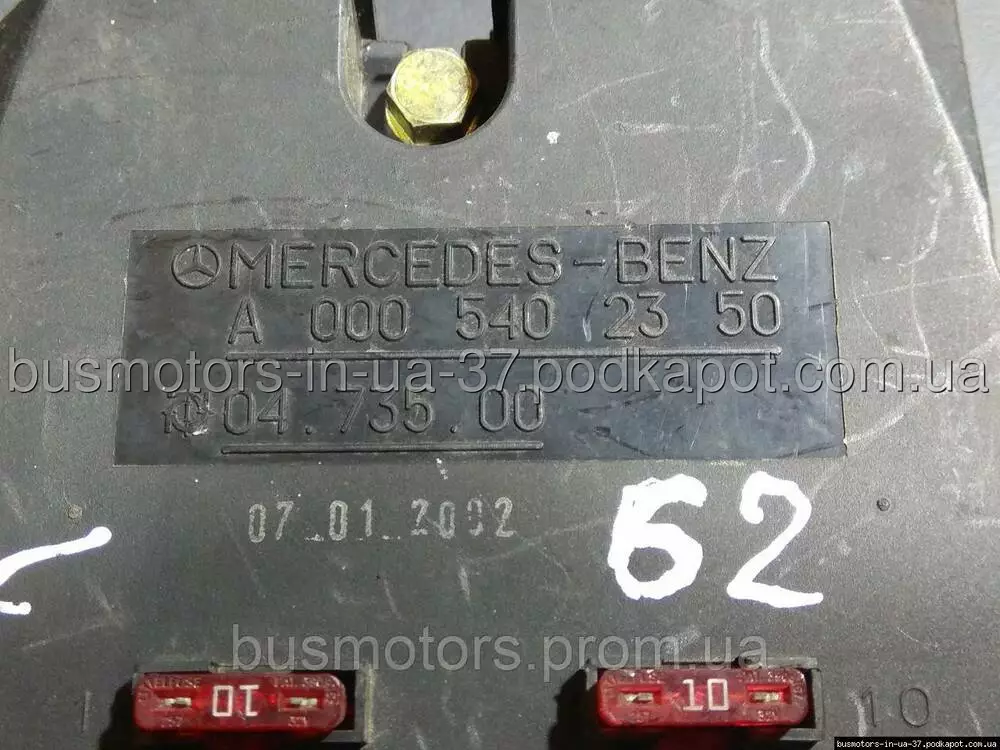 MERCEDES-BENZ
A 000 540 23 50
busmotors-in-ua-37.podkapot.com.ua
04.735.00
07.01.2002
62
busmotors.prom.ua
1
10
10
10
busmotors-in-ua-37.podkapot.com.ua